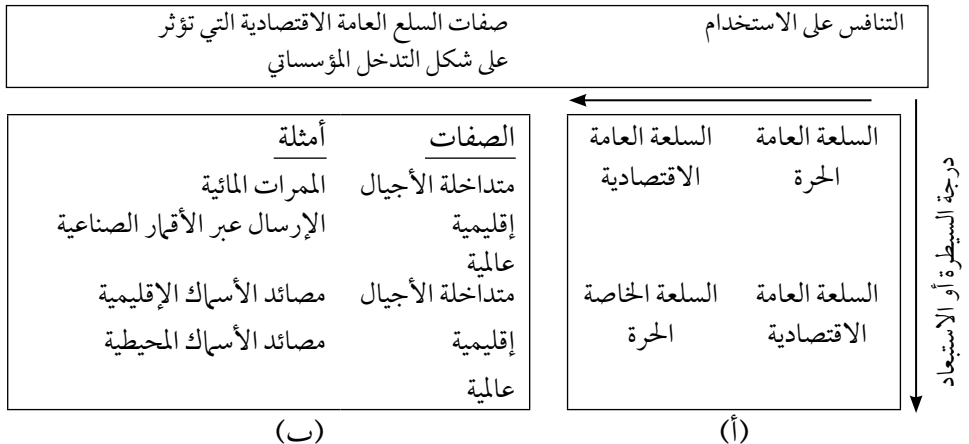 التنافس على الاستخدام
صفات السلع العامة الاقتصادية التي تؤثر
على شكل التدخل المؤسساتي
درجة السيطرة أو الاستبعاد
السلعة العامة
الحرة
السلعة العامة
الاقتصادية
السلعة العامة
الاقتصادية
السلعة الخاصة
الحرة
(أ)
الصفات أمثلة
متداخلة الأجيال الممرات المائية
إقليمية الإرسال عبر الأقمار الصناعية
عالمية
متداخلة الأجيال مصائد الأسماك الإقليمية
إقليمية مصائد الأسماك المحيطية
عالمية
(ب)